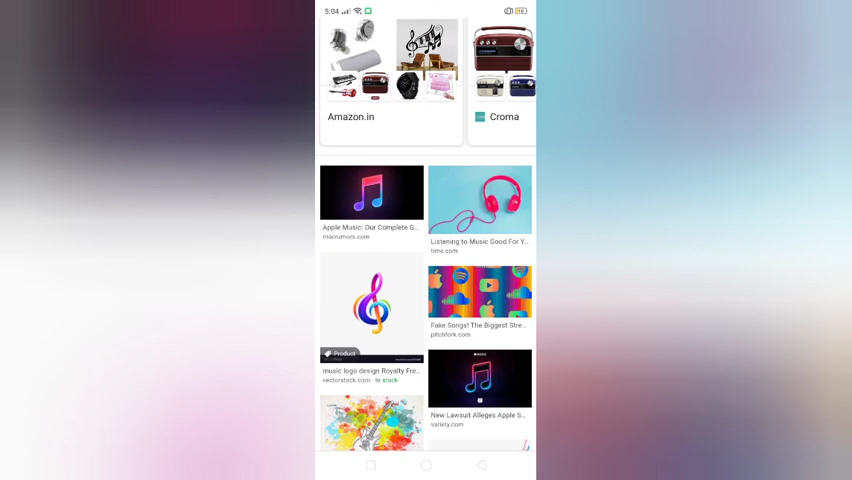 5:04
18
Amazon.in
Croma
Apple Music: Our Complete G...
macrumors.com
Listening to Music Good For Y...
time.com
Fake Songs! The Biggest Stre...
pitchfork.com
Product
music logo design Royalty Fre...
vectorstock.com · In stock
MUSIC
New Lawsuit Alleges Apple S...
variety.com